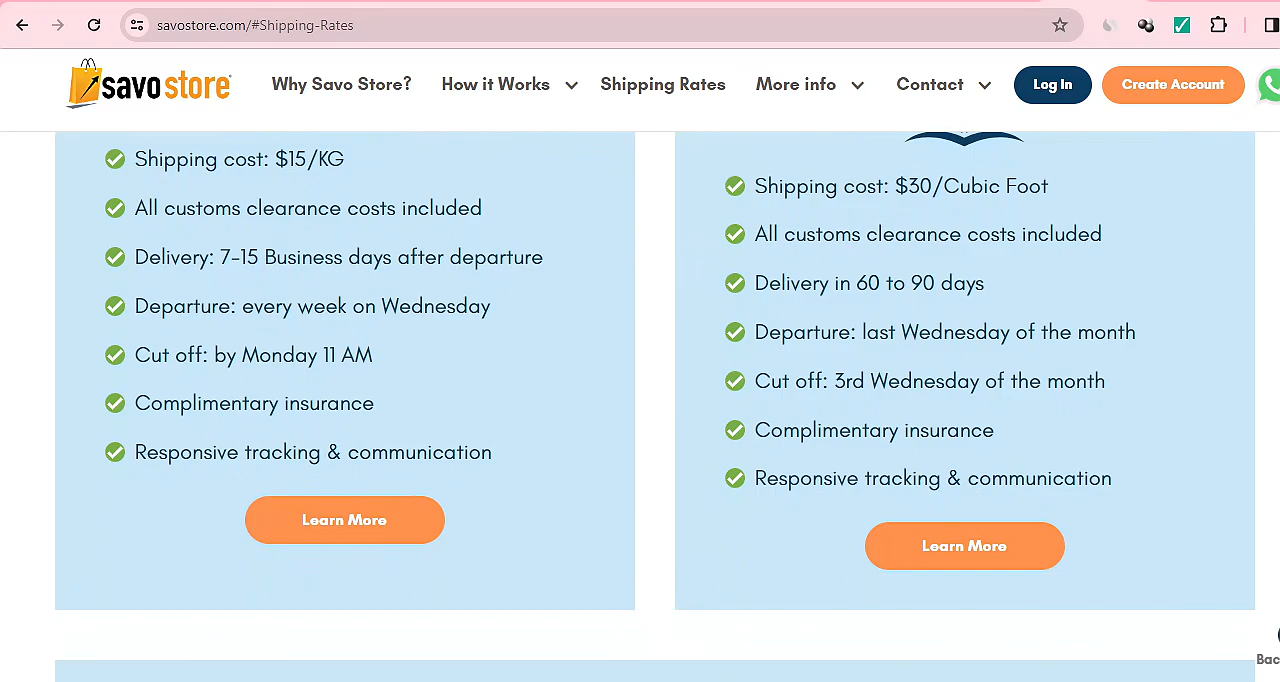 savostore.com/#Shipping-Rates
savo store
Why Savo Store?
How it Works
Shipping Rates
More info
Contact
Log In
Create Account
Shipping cost: $15/KG
All customs clearance costs included
Delivery: 7-15 Business days after departure
Departure: every week on Wednesday
Cut off: by Monday 11 AM
Complimentary insurance
Responsive tracking & communication
Learn More
Shipping cost: $30/Cubic Foot
All customs clearance costs included
Delivery in 60 to 90 days
Departure: last Wednesday of the month
Cut off: 3rd Wednesday of the month
Complimentary insurance
Responsive tracking & communication
Learn More
Bac